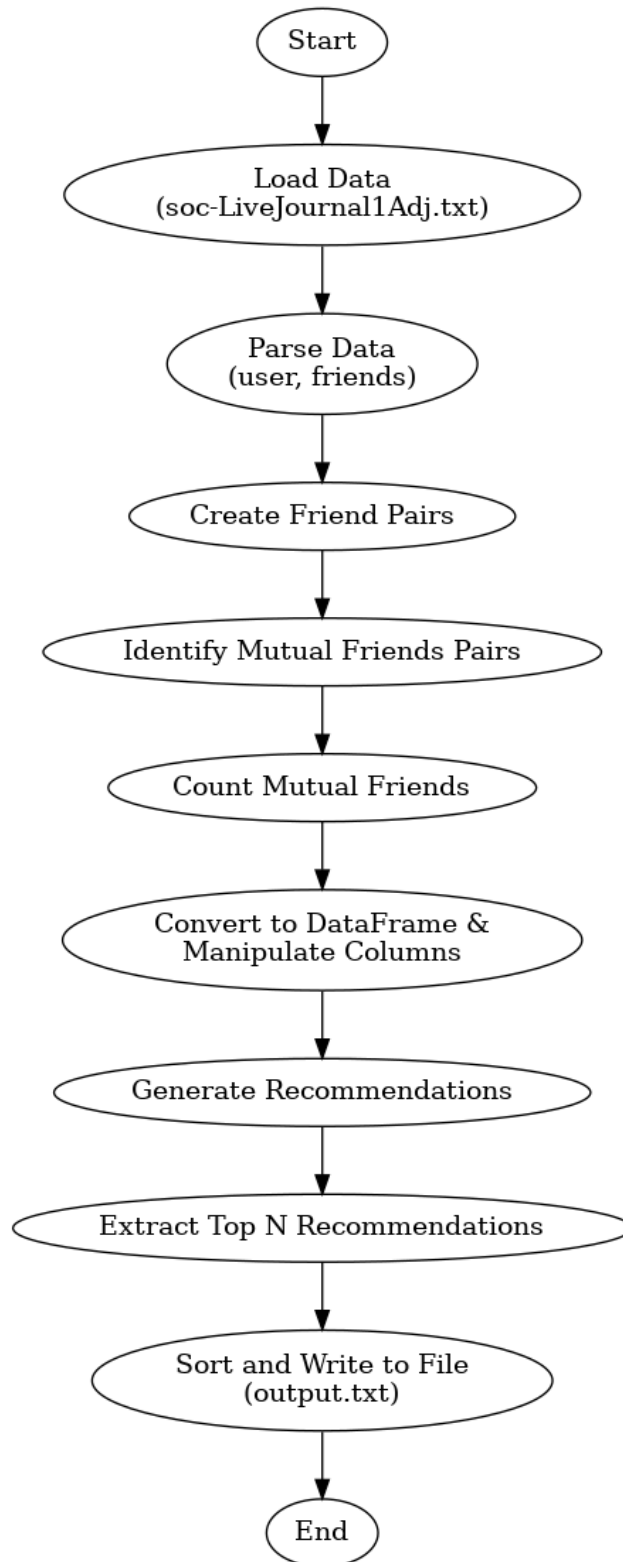 Start
Load Data
(soc-LiveJournal1Adj.txt)
Parse Data
(user, friends)
Create Friend Pairs
Identify Mutual Friends Pairs
Count Mutual Friends
Convert to DataFrame &
Manipulate Columns
Generate Recommendations
Extract Top N Recommendations
Sort and Write to File
(output.txt)
End